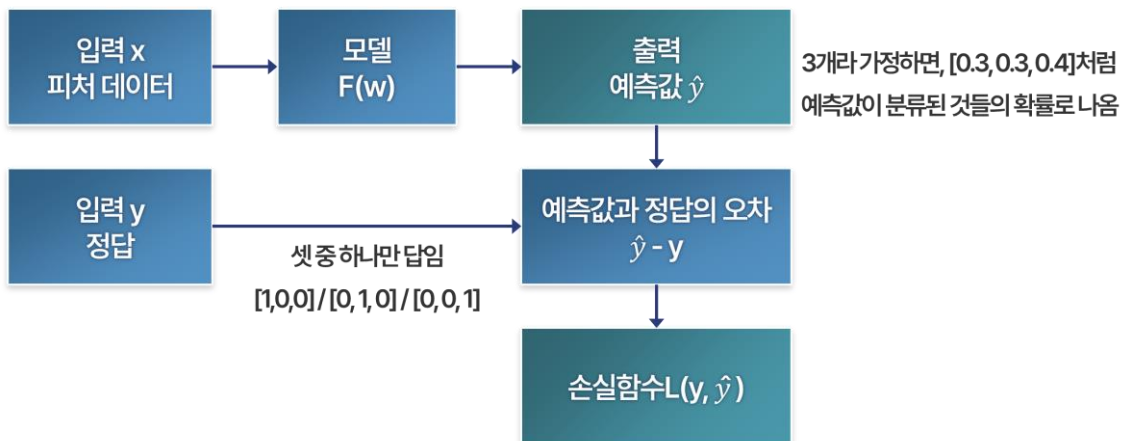 입력 x
피처 데이터
모델
F(w)
출력
예측값 ŷ
3개라 가정하면, [0.3, 0.3, 0.4]처럼
예측값이 분류된 것들의 확률로 나옴
입력 y
정답
셋 중 하나만 답임
[1,0,0] / [0, 1, 0] / [0, 0, 1]
예측값과 정답의 오차
ŷ - y
손실함수L(y, ŷ )